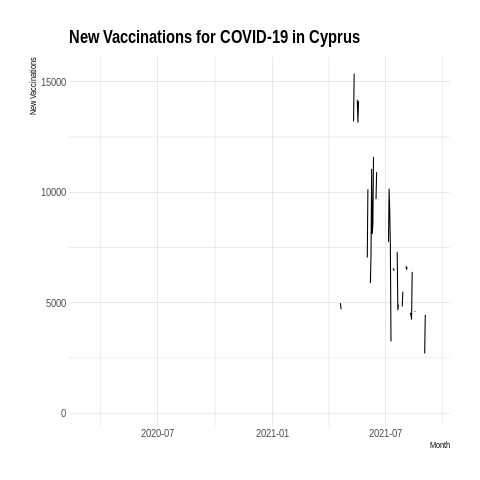 New Vaccinations for COVID-19 in Cyprus
New Vaccinations
15000
10000
5000
0
2020-07 2021-01 2021-07
Month